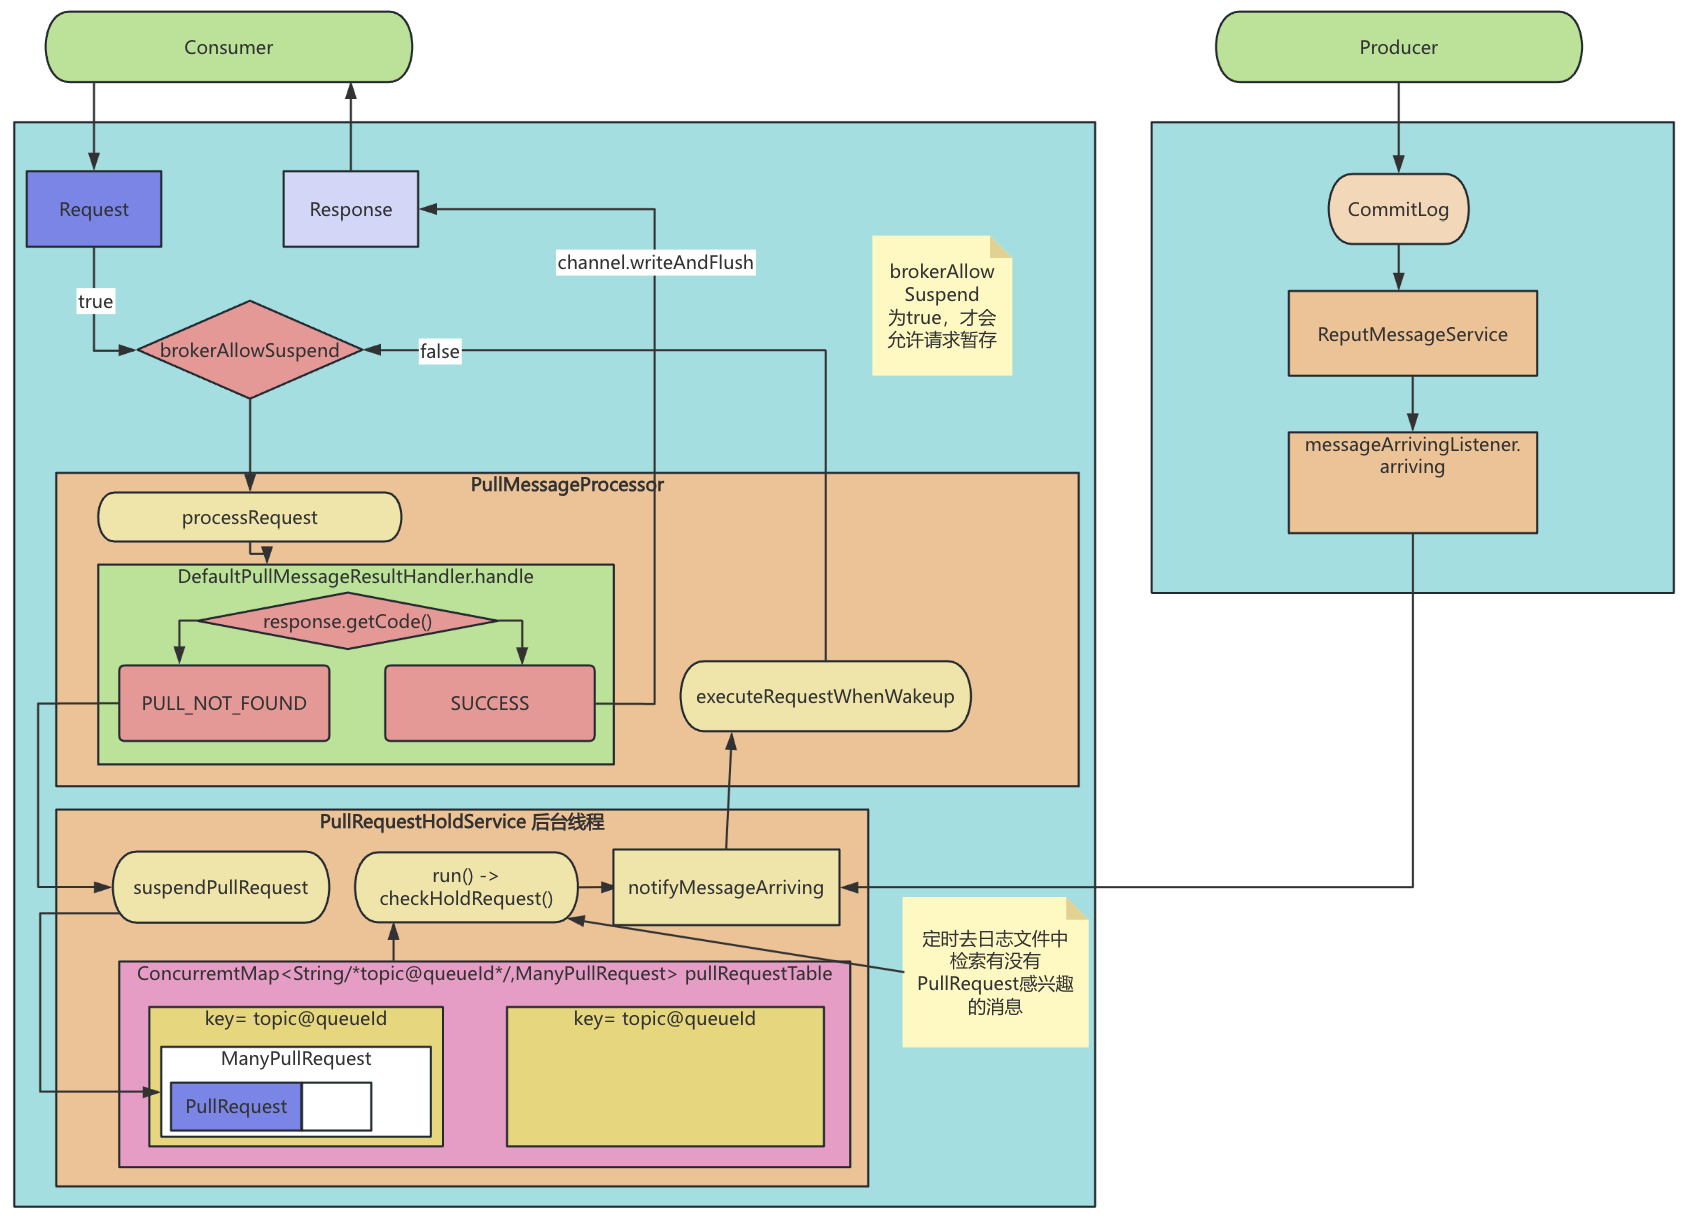 Consumer
Producer
Request
Response
CommitLog
channel.writeAndFlush
brokerAllow
Suspend
为true，才会
允许请求暂存
true
brokerAllowSuspend
false
ReputMessageService
messageArrivingListener.
arriving
PullMessageProcessor
processRequest
DefaultPullMessageResultHandler.handle
response.getCode()
PULL_NOT_FOUND
SUCCESS
executeRequestWhenWakeup
PullRequestHoldService 后台线程
suspendPullRequest
run() ->
checkHoldRequest()
notifyMessageArriving
定时去日志文件中
检索有没有
PullRequest感兴趣
的消息
ConcurremtMap<String/*topic@queueId*/,ManyPullRequest> pullRequestTable
key= topic@queueId
key= topic@queueId
ManyPullRequest
PullRequest